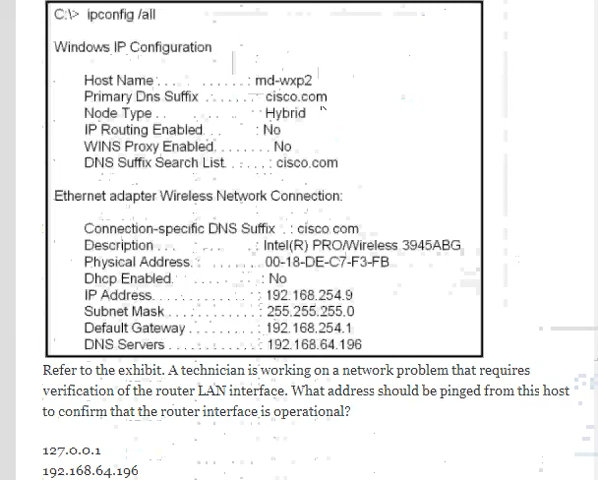 C:\> ipconfig /all
Windows IP Configuration
Host Name . . . . . . . . . . : md-wxp2
Primary Dns Suffix . . . . . . . cisco.com
Node Type . . . . Hybrid
IP Routing Enabled. . . . : No
WINS Proxy Enabled. . . . . . . . No
DNS Suffix Search List. . . . . . : cisco.com
Ethernet adapter Wireless Network Connection:
Connection-specific DNS Suffix . : cisco com
Description . . . . . . . : Intel(R) PRO/Wireless 3945ABG
Physical Address. . . . . . . . 00-18-DE-C7-F3-FB
Dhcp Enabled. . . . . : No
IP Address. . . . . . . . . . . . : 192.168.254.9
Subnet Mask . . . . . . . . . . . : 255.255.255.0
Default Gateway . . . . . . . . . : 192.168.254.1
DNS Servers . . . . . . . . . . . : 192.168.64.196
Refer to the exhibit. A technician is working on a network problem that requires
verification of the router LAN interface. What address should be pinged from this host
to confirm that the router interface is operational?
127.0.0.1
192.168.64.196